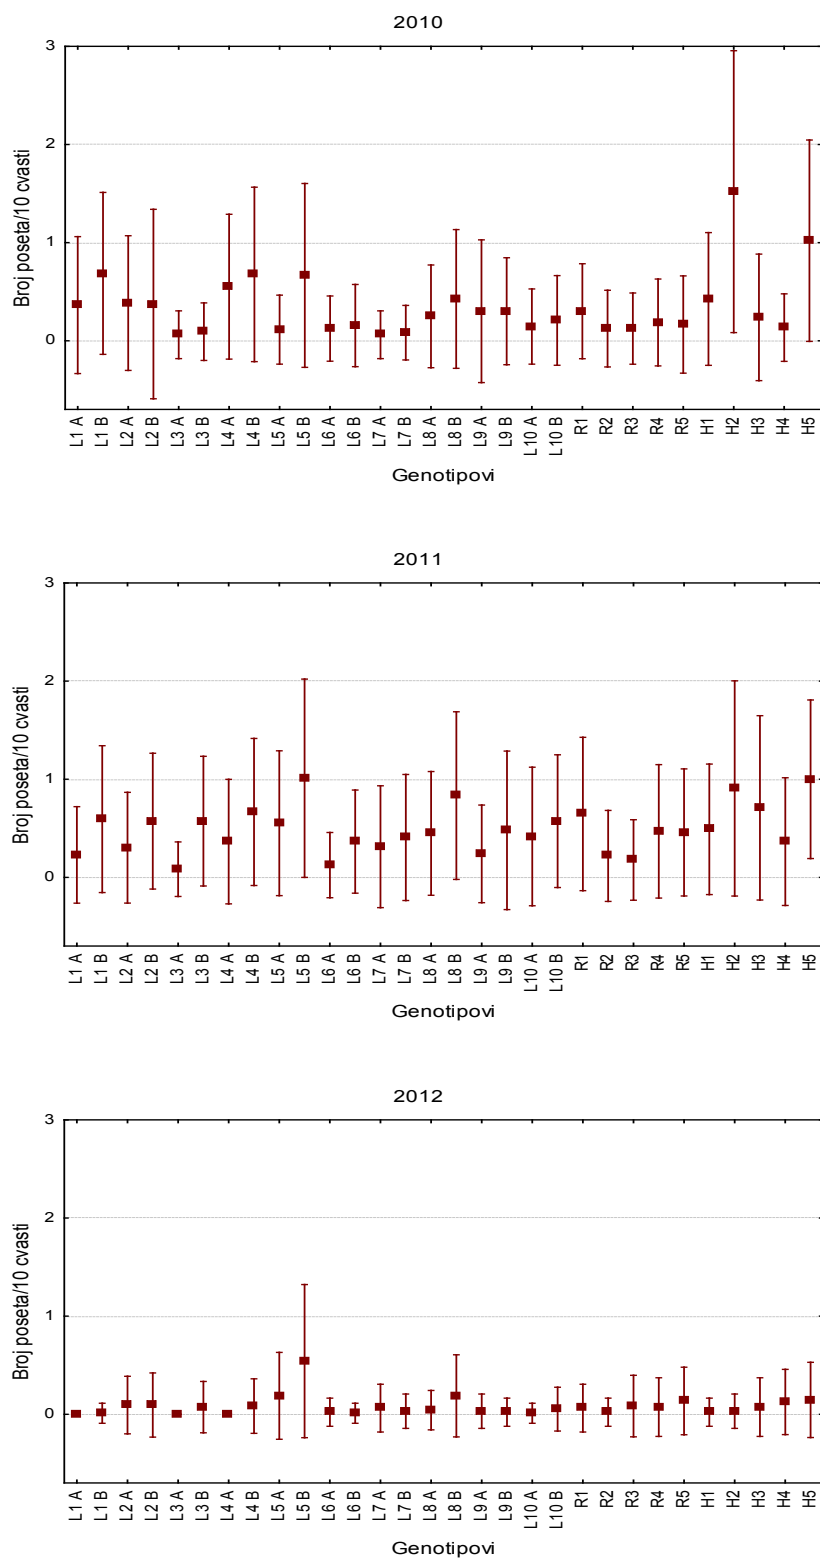 2010
Broj poseta/10 cvasti
3
2
1
0
L1 A
L1 B
L2 A
L2 B
L3 A
L3 B
L4 A
L4 B
L5 A
L5 B
L6 A
L6 B
L7 A
L7 B
L8 A
L8 B
L9 A
L9 B
L10 A
L10 B
R1
R2
R3
R4
R5
H1
H2
H3
H4
H5
Genotipovi
2011
Broj poseta/10 cvasti
3
2
1
0
L1 A
L1 B
L2 A
L2 B
L3 A
L3 B
L4 A
L4 B
L5 A
L5 B
L6 A
L6 B
L7 A
L7 B
L8 A
L8 B
L9 A
L9 B
L10 A
L10 B
R1
R2
R3
R4
R5
H1
H2
H3
H4
H5
Genotipovi
2012
Broj poseta/10 cvasti
3
2
1
0
L1 A
L1 B
L2 A
L2 B
L3 A
L3 B
L4 A
L4 B
L5 A
L5 B
L6 A
L6 B
L7 A
L7 B
L8 A
L8 B
L9 A
L9 B
L10 A
L10 B
R1
R2
R3
R4
R5
H1
H2
H3
H4
H5
Genotipovi